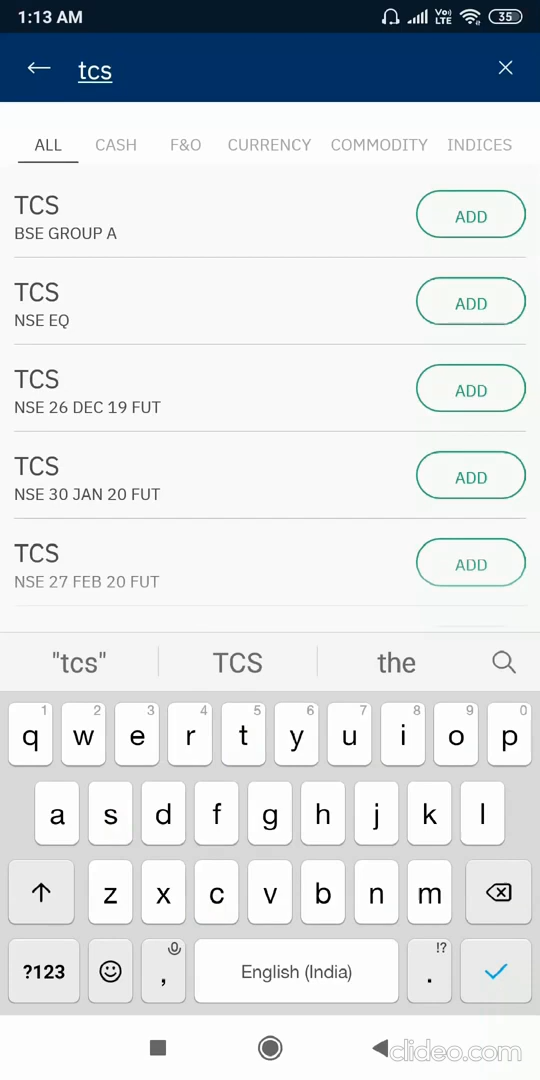 1:13 AM
Vo)) LTE
35
tcs
ALL CASH F&O CURRENCY COMMODITY INDICES
TCS
BSE GROUP A
ADD
TCS
NSE EQ
ADD
TCS
NSE 26 DEC 19 FUT
ADD
TCS
NSE 30 JAN 20 FUT
ADD
TCS
NSE 27 FEB 20 FUT
ADD
"tcs" TCS the
1 2 3 4 5 6 7 8 9 0
q w e r t y u i o p
a s d f g h j k l
z x c v b n m
?123 , English (India) !? .
clideo.com